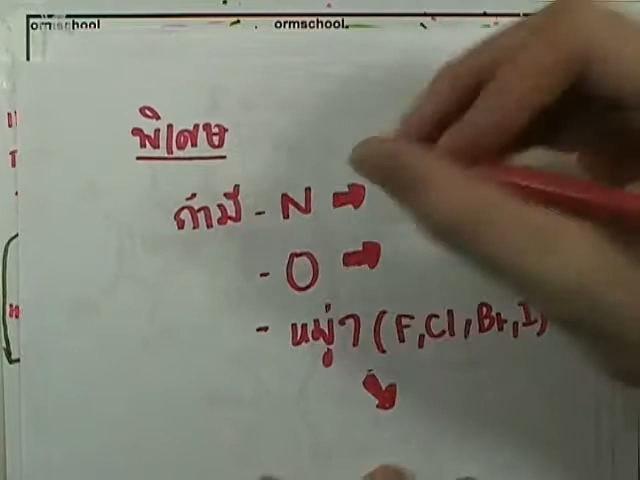 ormschool ormschool
พิเศษ
ถ้ามี - N →
- O →
- หมู่ 7 (F, Cl, Br, I)